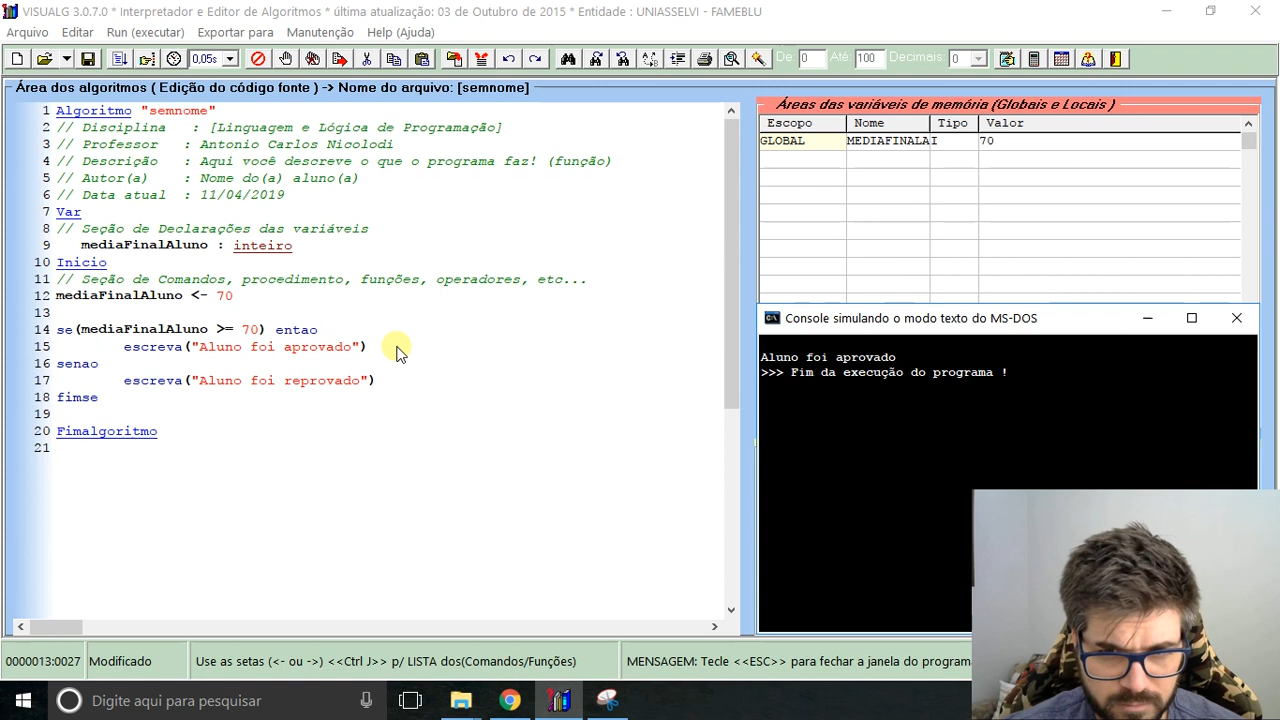 VISUALG 3.0.7.0 * Interpretador e Editor de Algoritmos * última atualização: 03 de Outubro de 2015 * Entidade : UNIASSELVI - FAMEBLU
Arquivo Editar Run (executar) Exportar para Manutenção Help (Ajuda)
0,05s De: 0 Até: 100 Decimais: 0
Área dos algoritmos ( Edição do código fonte ) -> Nome do arquivo: [semnome]
1 Algoritmo "semnome"
2 // Disciplina : [Linguagem e Lógica de Programação]
3 // Professor : Antonio Carlos Nicolodi
4 // Descrição : Aqui você descreve o que o programa faz! (função)
5 // Autor(a) : Nome do(a) aluno(a)
6 // Data atual : 11/04/2019
7 Var
8 // Seção de Declarações das variáveis
9 mediaFinalAluno : inteiro
10 Inicio
11 // Seção de Comandos, procedimento, funções, operadores, etc...
12 mediaFinalAluno <- 70
13
14 se(mediaFinalAluno >= 70) entao
15 escreva("Aluno foi aprovado")
16 senao
17 escreva("Aluno foi reprovado")
18 fimse
19
20 Fimalgoritmo
21
Áreas das variáveis de memória (Globais e Locais )
Escopo Nome Tipo Valor
GLOBAL MEDIAFINALA I 70
Console simulando o modo texto do MS-DOS
Aluno foi aprovado
>>> Fim da execução do programa !
0000013:0027 Modificado Use as setas (<- ou ->) <<Ctrl J>> p/ LISTA dos(Comandos/Funções) MENSAGEM: Tecle <<ESC>> para fechar a janela do programa
Digite aqui para pesquisar